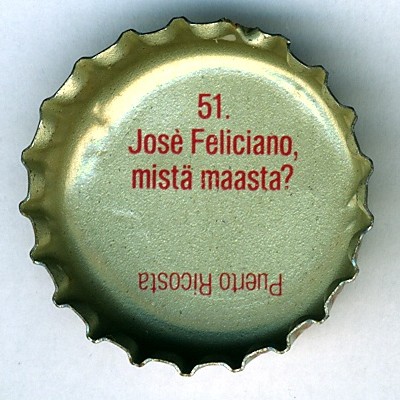 51.
Josè Feliciano,
mistä maasta?
Puerto Ricosta